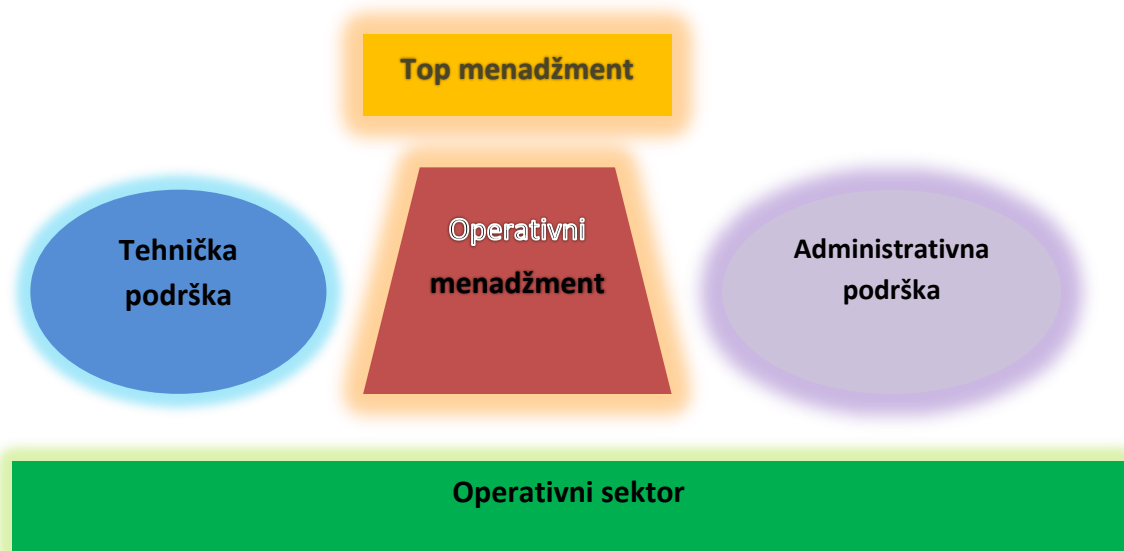 Top menadžment
Tehnička
podrška
Operativni
menadžment
Administrativna
podrška
Operativni sektor